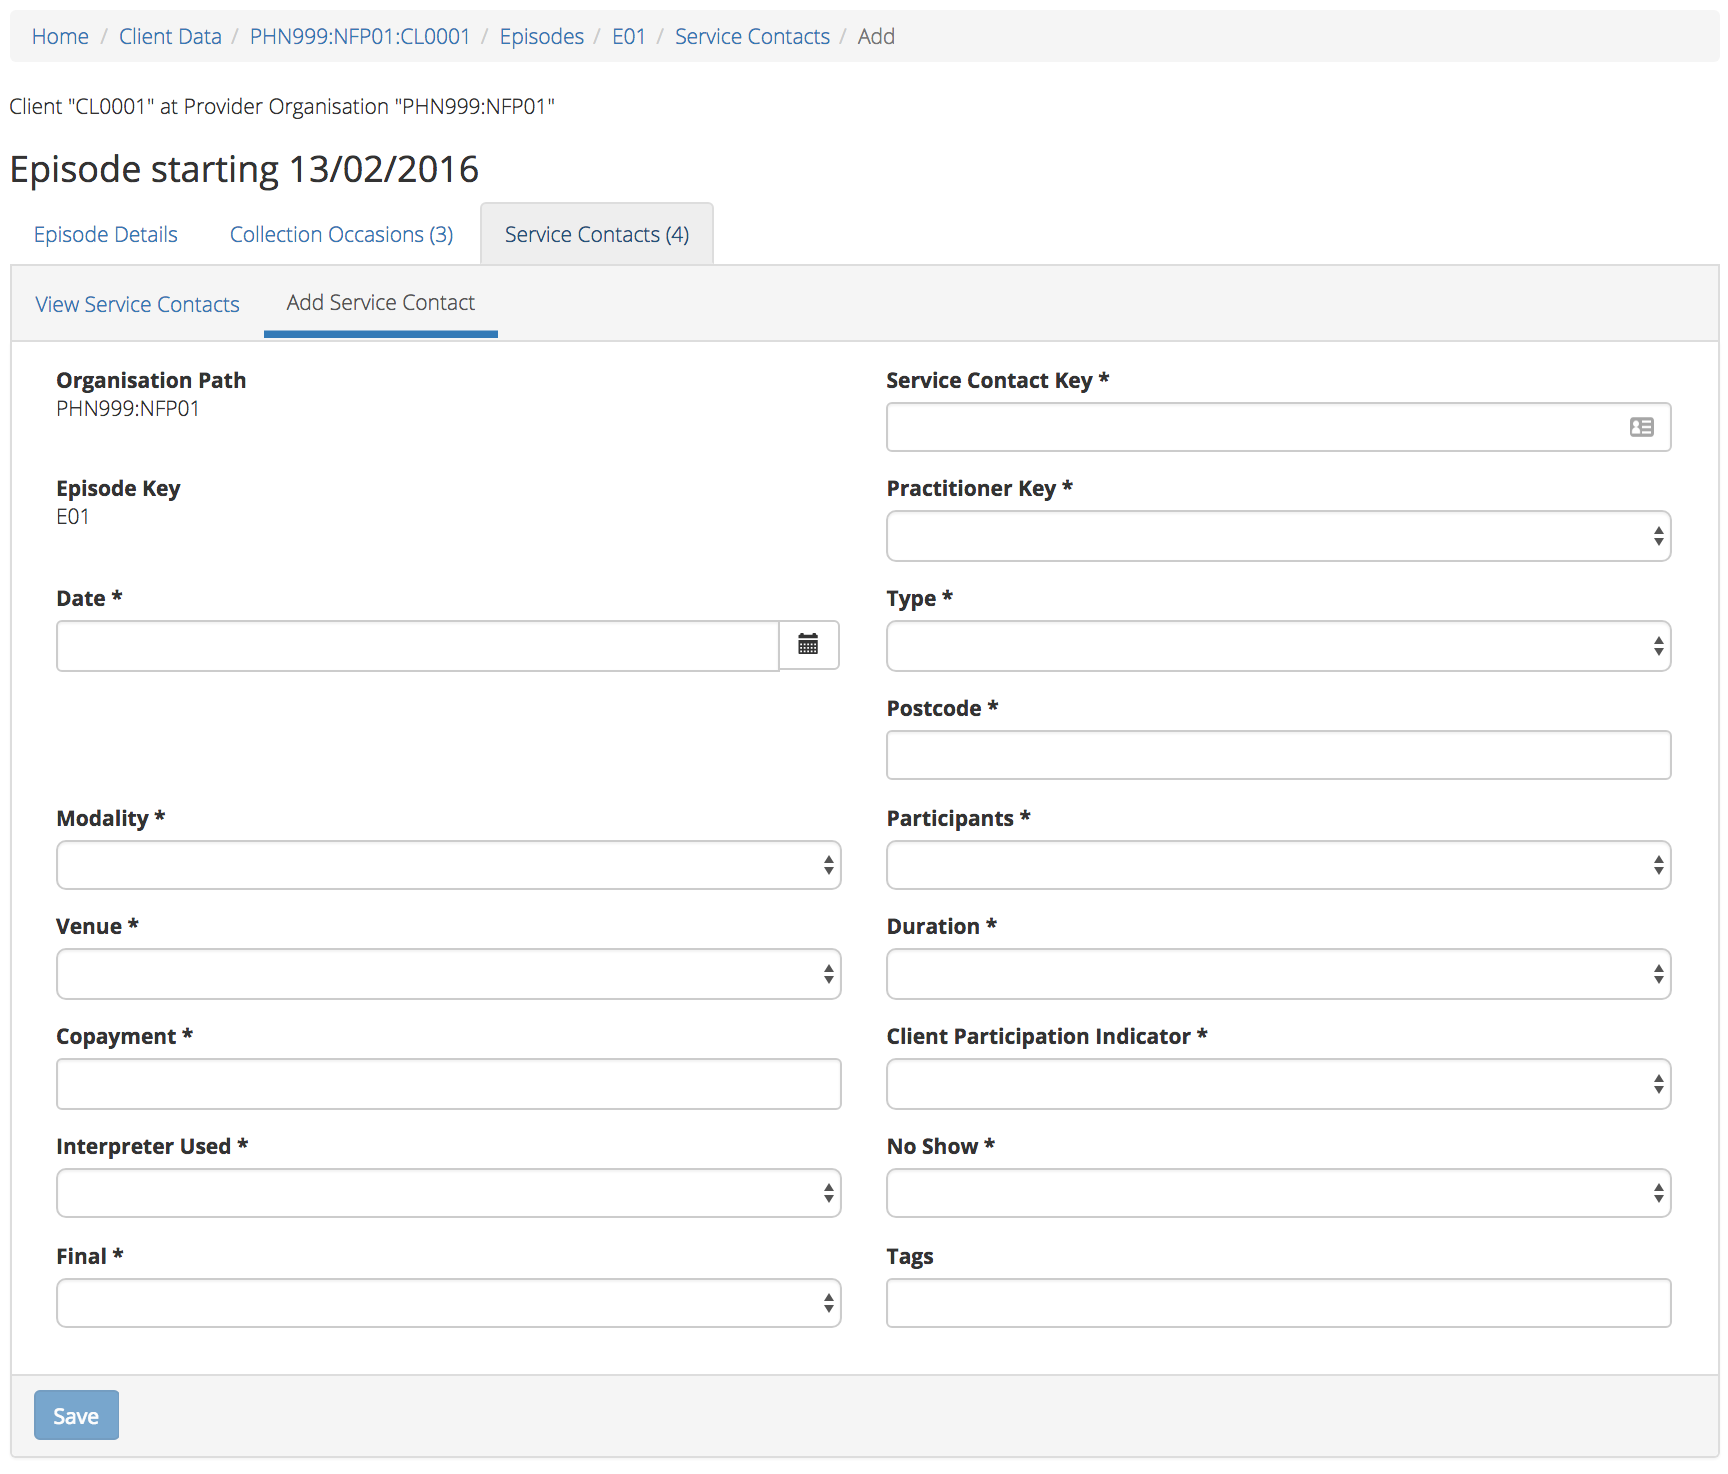 Home / Client Data / PHN999:NFP01:CL0001 / Episodes / E01 / Service Contacts / Add
Client "CL0001" at Provider Organisation "PHN999:NFP01"
Episode starting 13/02/2016
Episode Details Collection Occasions (3) Service Contacts (4)
View Service Contacts Add Service Contact
Organisation Path Service Contact Key *
PHN999:NFP01
Episode Key Practitioner Key *
E01
Date * Type *
Postcode *
Modality * Participants *
Venue * Duration *
Copayment * Client Participation Indicator *
Interpreter Used * No Show *
Final * Tags
Save